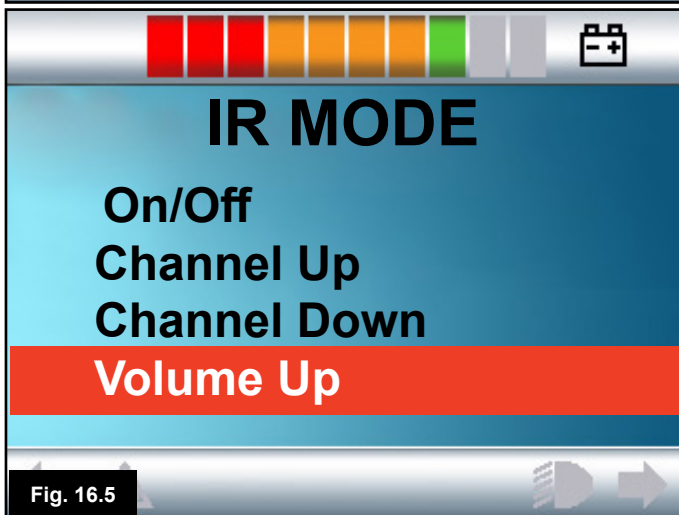 IR MODE
On/Off
Channel Up
Channel Down
Volume Up
Fig. 16.5